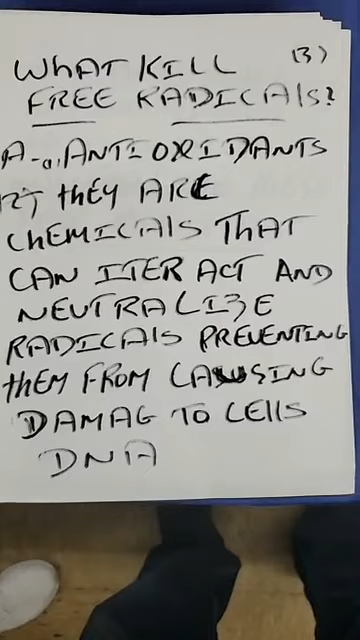 13)
WHAT KILL
FREE RADICALS?
A-a, ANTIOXIDANTS
THEY ARE
CHEMICALS THAT
CAN ITERACT AND
NEUTRALIZE
RADICALS PREVENTING
THEM FROM CAUSING
DAMAG TO CELLS
DNA